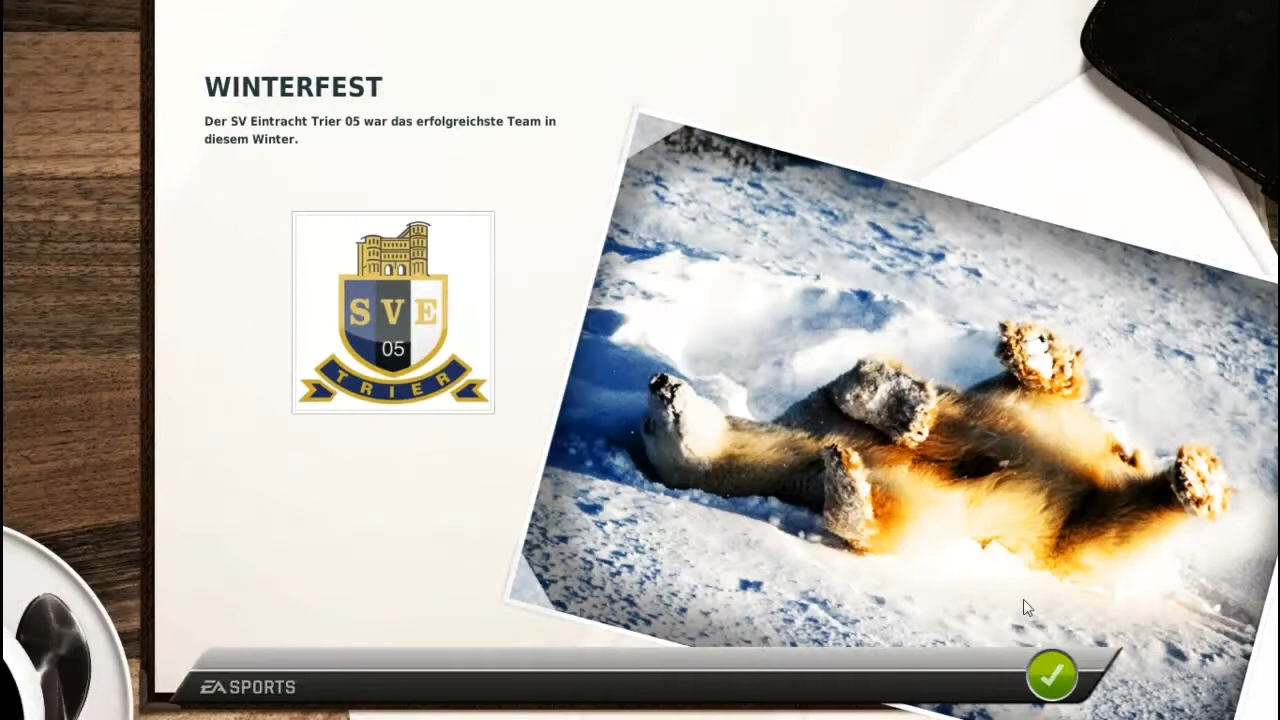 WINTERFEST
Der SV Eintracht Trier 05 war das erfolgreichste Team in
diesem Winter.
SVE
05
TRIER
EA SPORTS